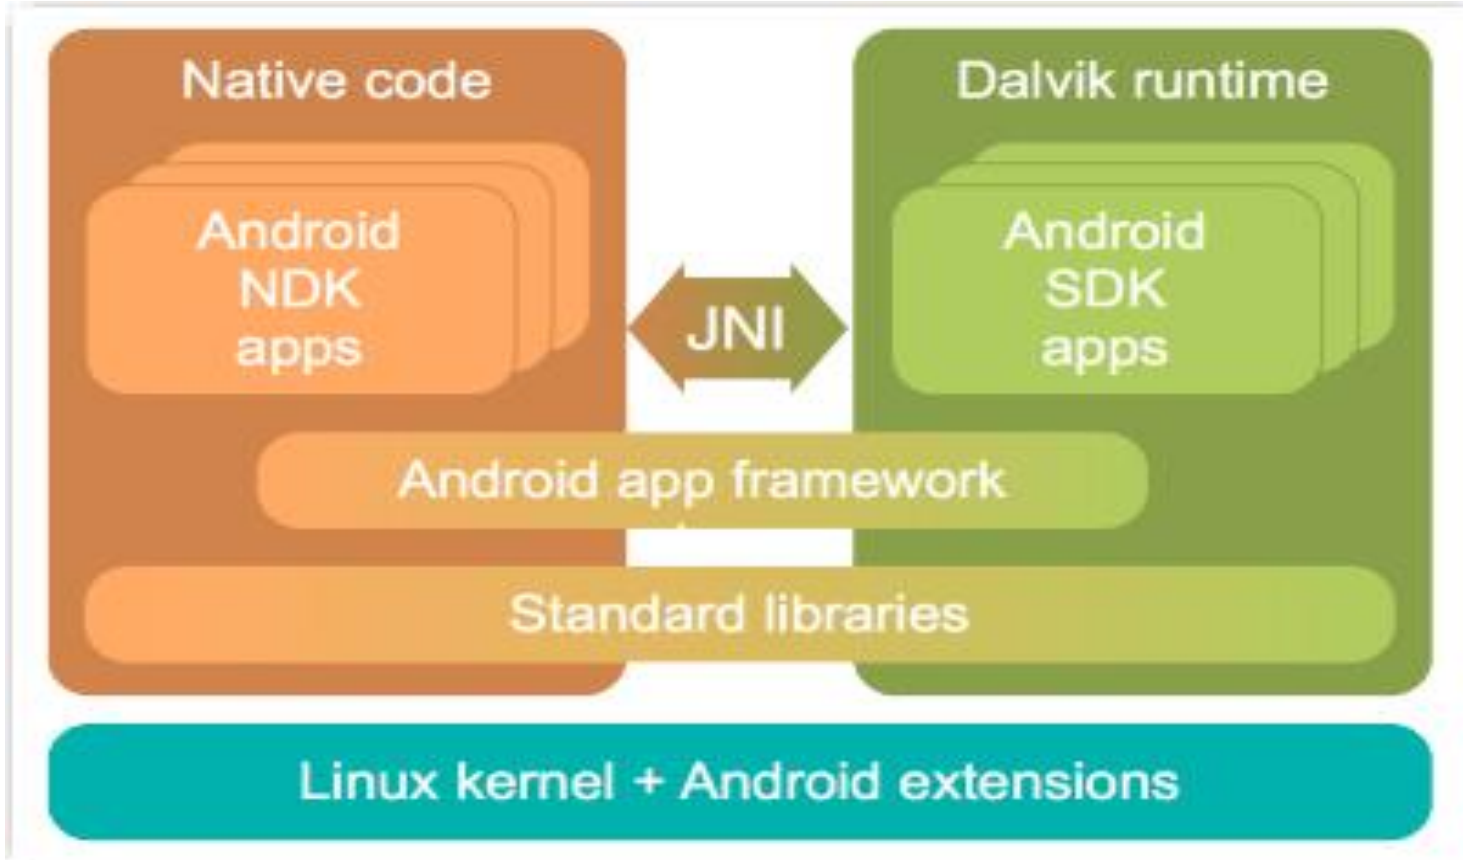 Native code
Dalvik runtime
Android
NDK
apps
JNI
Android
SDK
apps
Android app framework
Standard libraries
Linux kernel + Android extensions